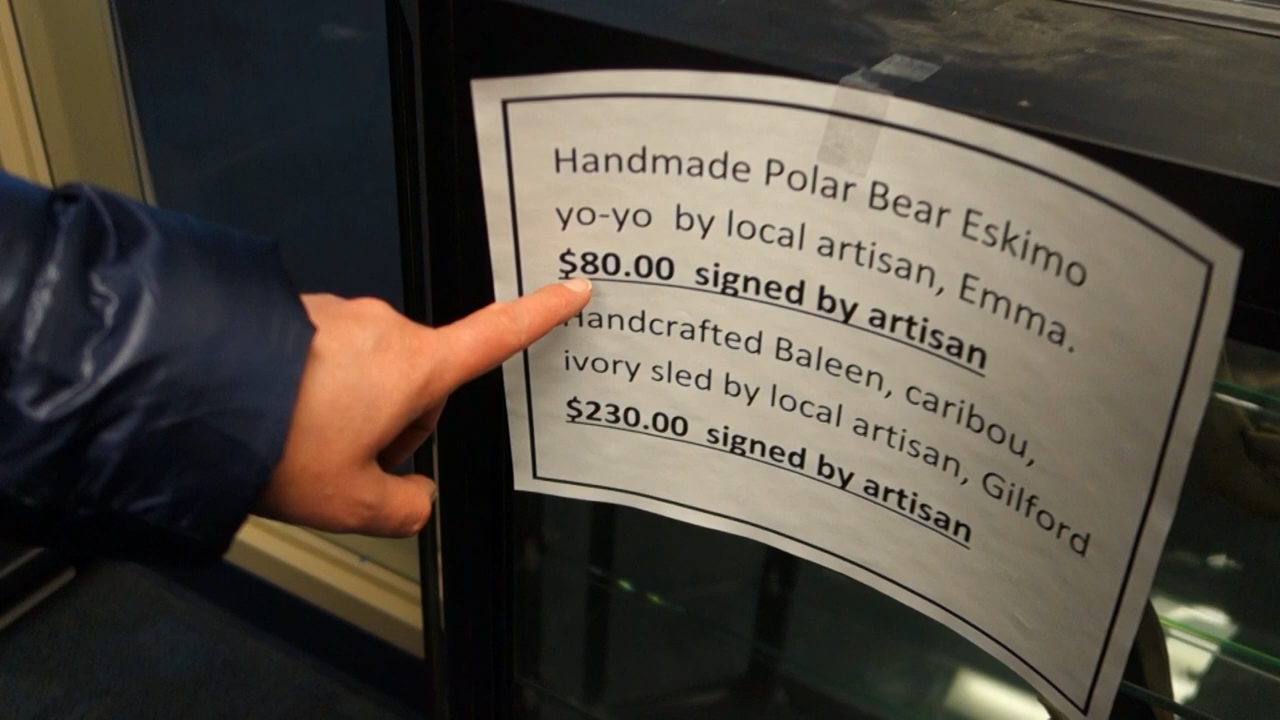 Handmade Polar Bear Eskimo
yo-yo by local artisan, Emma.
$80.00 signed by artisan
Handcrafted Baleen, caribou,
ivory sled by local artisan, Gilford
$230.00 signed by artisan